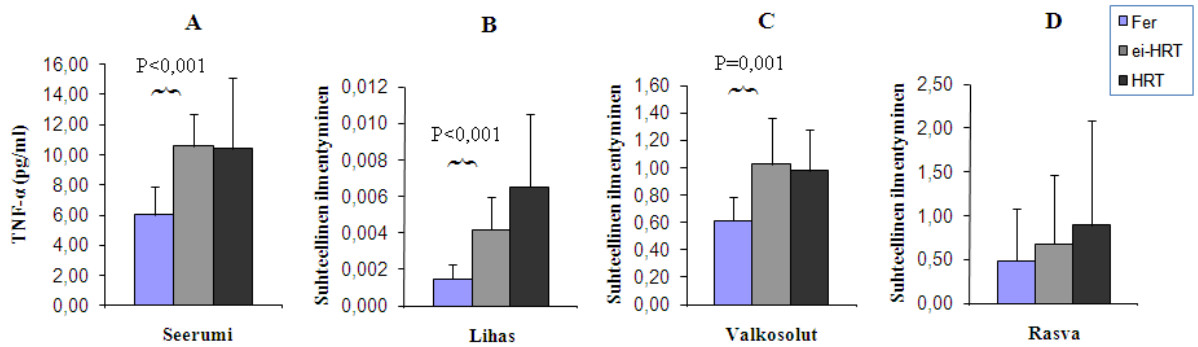 A
B
C
D
Fer
ei-HRT
HRT
TNF-α (pg/ml)
16,00
14,00
12,00
10,00
8,00
6,00
4,00
2,00
0,00
P<0,001
Seerumi
Suhteellinen ilmentyminen
0,012
0,010
0,008
0,006
0,004
0,002
0,000
P<0,001
Lihas
Suhteellinen ilmentyminen
1,60
1,40
1,20
1,00
0,80
0,60
0,40
0,20
0,00
P=0,001
Valkosolut
Suhteellinen ilmentyminen
2,50
2,00
1,50
1,00
0,50
0,00
Rasva